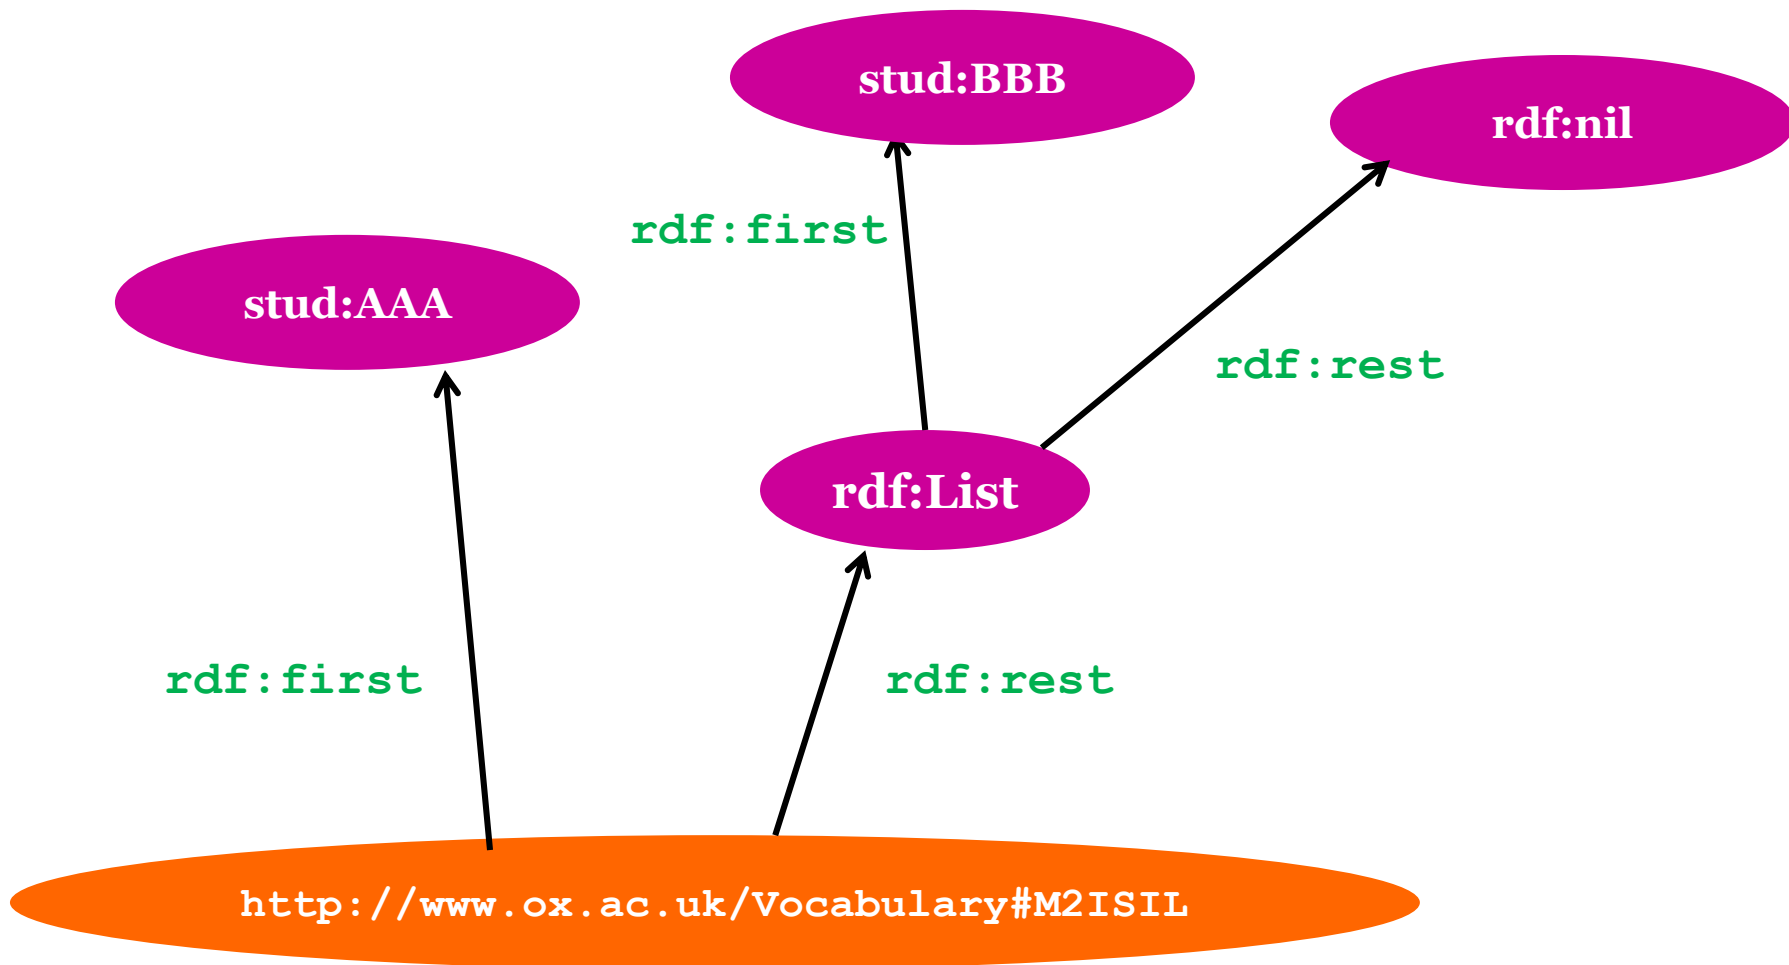 stud:BBB
rdf:nil
rdf:first
stud:AAA
rdf:rest
rdf:List
rdf:first
rdf:rest
http://www.ox.ac.uk/Vocabulary#M2ISIL